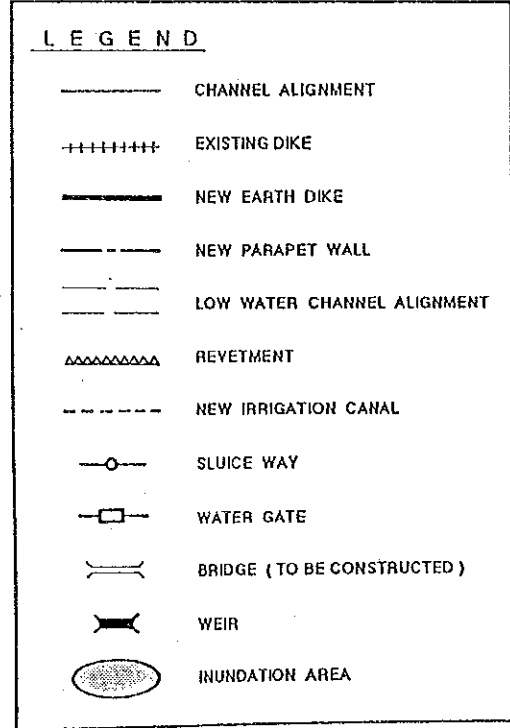 LEGEND
CHANNEL ALIGNMENT
EXISTING DIKE
NEW EARTH DIKE
NEW PARAPET WALL
LOW WATER CHANNEL ALIGNMENT
REVETMENT
NEW IRRIGATION CANAL
SLUICE WAY
WATER GATE
BRIDGE ( TO BE CONSTRUCTED )
WEIR
INUNDATION AREA